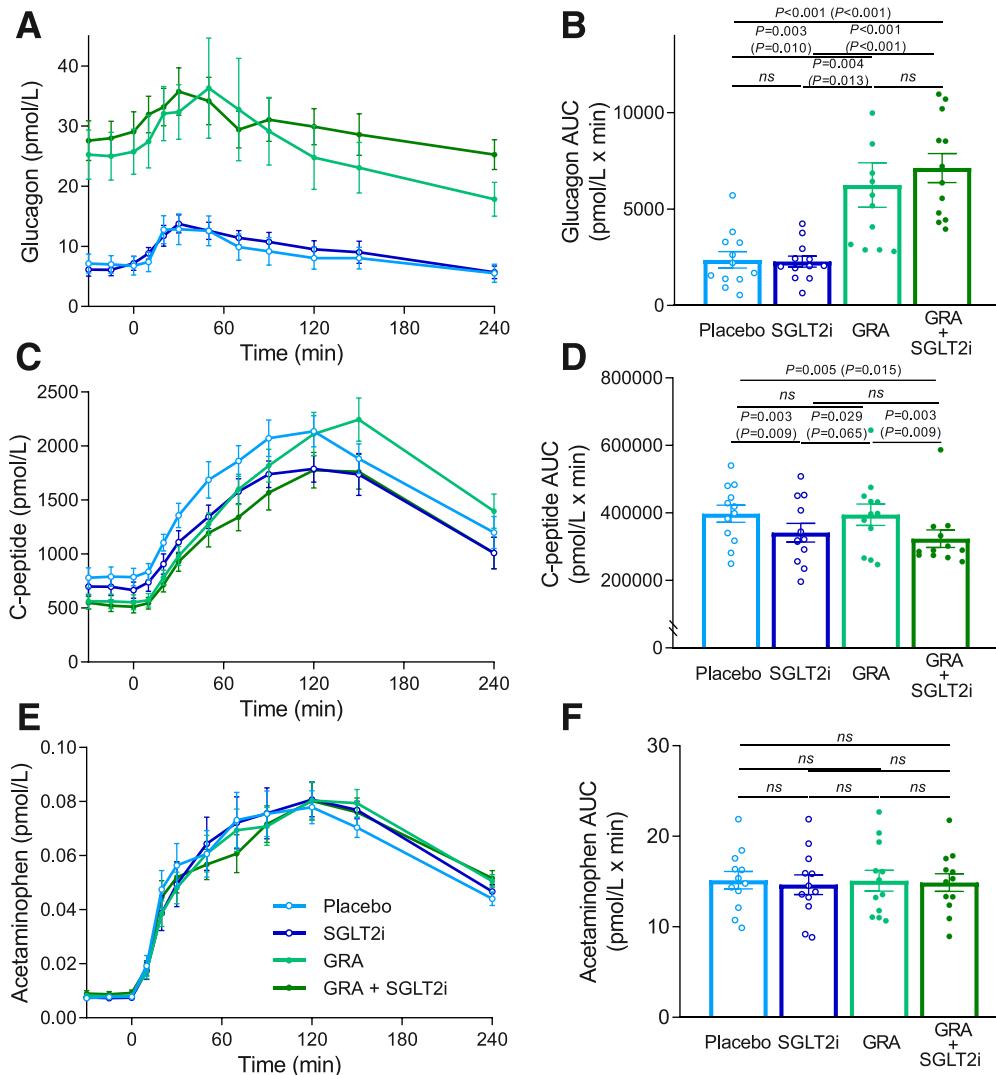 A
Glucagon (pmol/L)
40
30
20
10
0
0 60 120 180 240
Time (min)
B
P<0.001 (P<0.001)
P=0.003
(P=0.010)
P<0.001
(P<0.001)
ns
P=0.004
(P=0.013)
ns
Glucagon AUC
(pmol/L x min)
10000
5000
0
Placebo SGLT2i GRA GRA
+
SGLT2i
C
C-peptide (pmol/L)
2500
2000
1500
1000
500
0
0 60 120 180 240
Time (min)
D
P=0.005 (P=0.015)
ns ns
P=0.003
(P=0.009)
P=0.029
(P=0.065)
P=0.003
(P=0.009)
C-peptide AUC
(pmol/L x min)
800000
600000
400000
200000
0
Placebo SGLT2i GRA GRA
+
SGLT2i
E
Acetaminophen (pmol/L)
0.10
0.08
0.06
0.04
0.02
0.00
Placebo
SGLT2i
GRA
GRA + SGLT2i
0 60 120 180 240
Time (min)
F
ns
ns ns
ns ns ns
Acetaminophen AUC
(pmol/L x min)
30
20
10
0
Placebo SGLT2i GRA GRA
+
SGLT2i